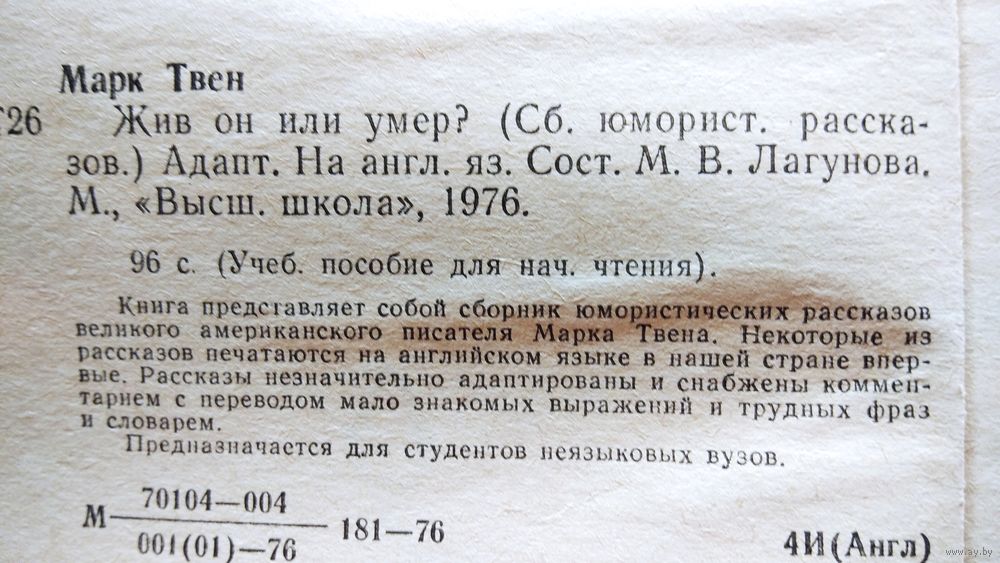 Марк Твен
Т26 Жив он или умер? (Сб. юморист. расска-
зов.) Адапт. На англ. яз. Сост. М. В. Лагунова.
М., «Высш. школа», 1976.
96 с. (Учеб. пособие для нач. чтения).
Книга представляет собой сборник юмористических рассказов
великого американского писателя Марка Твена. Некоторые из
рассказов печатаются на английском языке в нашей стране впер-
вые. Рассказы незначительно адаптированы и снабжены коммен-
тарием с переводом мало знакомых выражений и трудных фраз
и словарем.
Предназначается для студентов неязыковых вузов.
70104—004
М 181—76
001(01)—76
4И(Англ)
www.ay.by